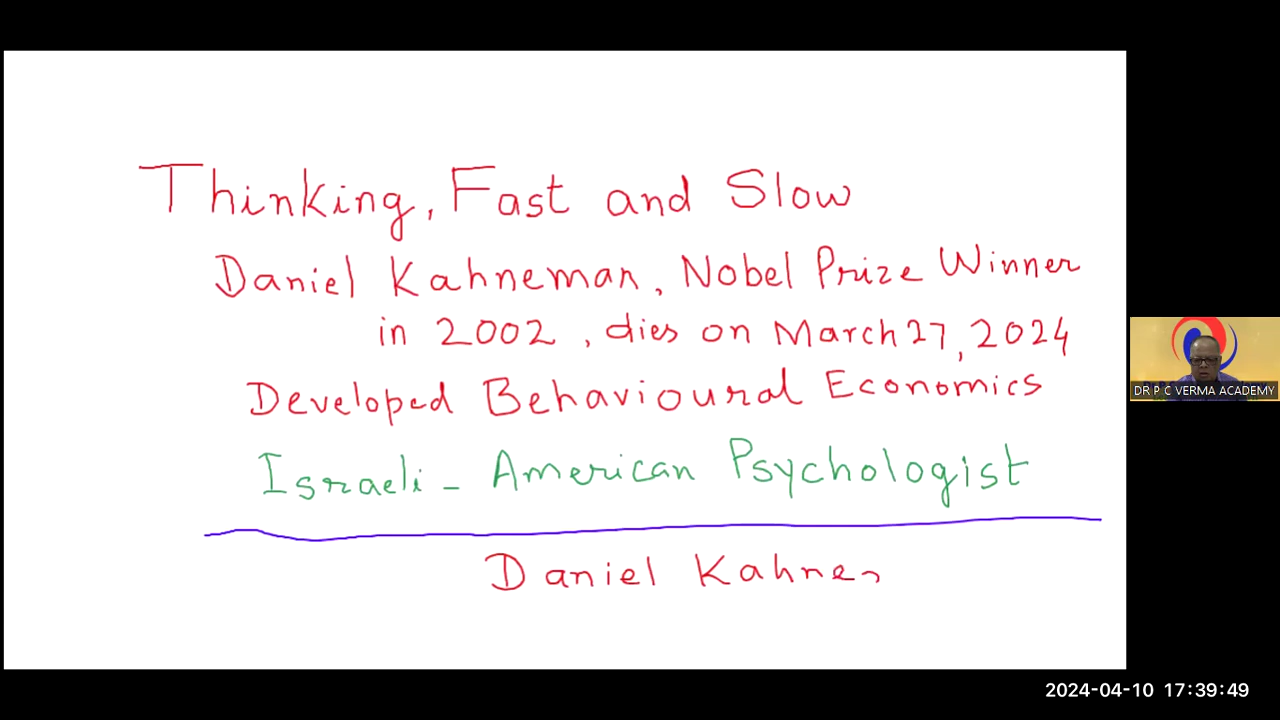 Thinking, Fast and Slow
Daniel Kahneman, Nobel Prize Winner
in 2002, dies on March 27, 2024
Developed Behavioural Economics
Israeli - American Psychologist
Daniel Kahnem
DR P C VERMA ACADEMY
2024-04-10 17:39:49